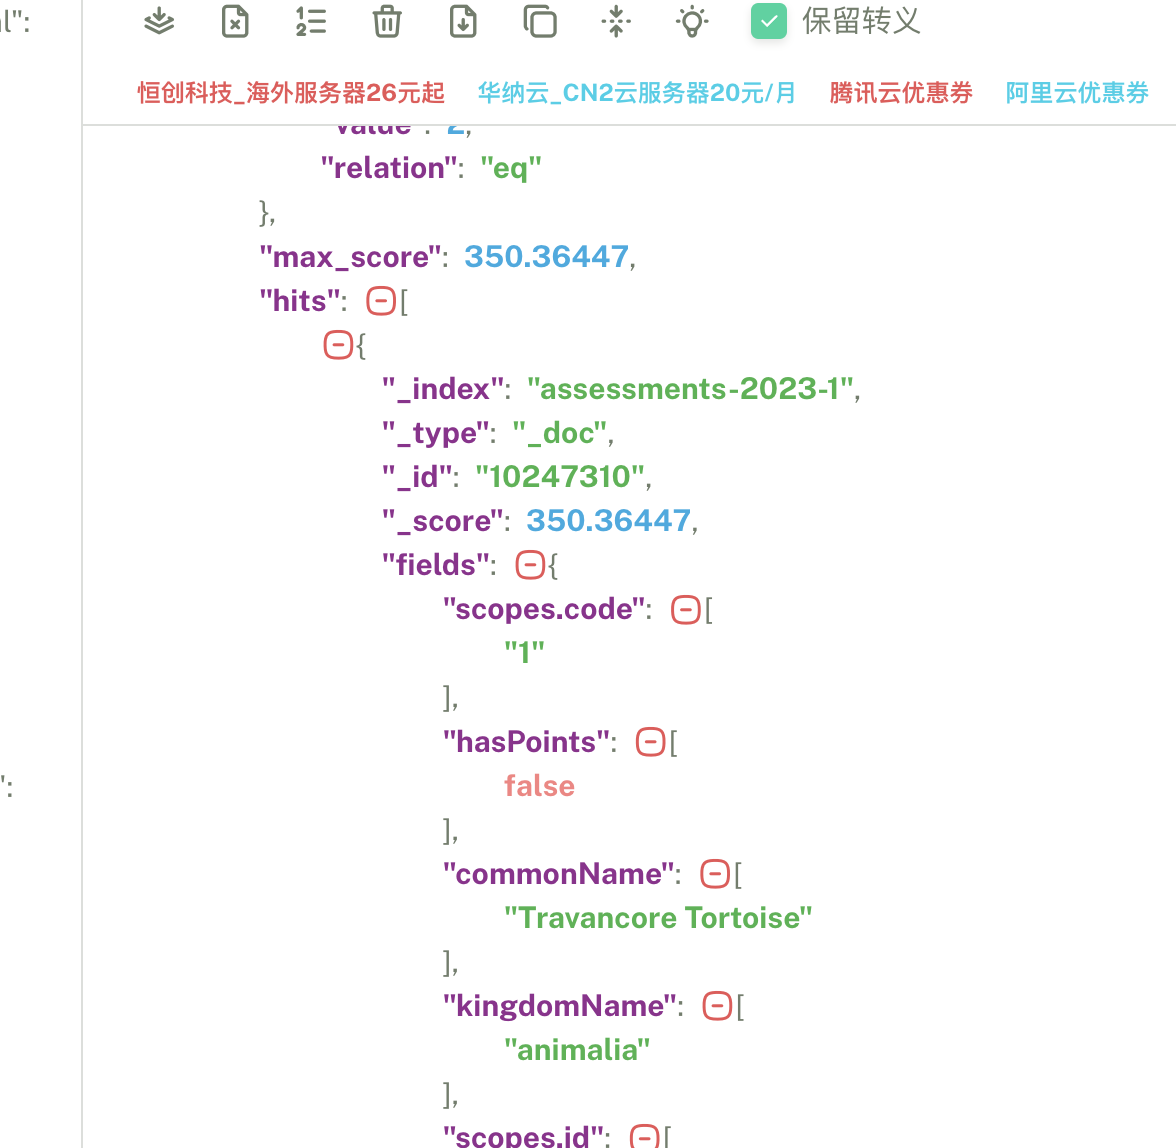 l":
保留转义
恒创科技_海外服务器26元起 华纳云_CN2云服务器20元/月 腾讯云优惠券 阿里云优惠券
"value": 2,
"relation": "eq"
},
"max_score": 350.36447,
"hits": [
{
"_index": "assessments-2023-1",
"_type": "_doc",
"_id": "10247310",
"_score": 350.36447,
"fields": {
"scopes.code": [
"1"
],
"hasPoints": [
false
],
":
"commonName": [
"Travancore Tortoise"
],
"kingdomName": [
"animalia"
],
"scopes.id": [